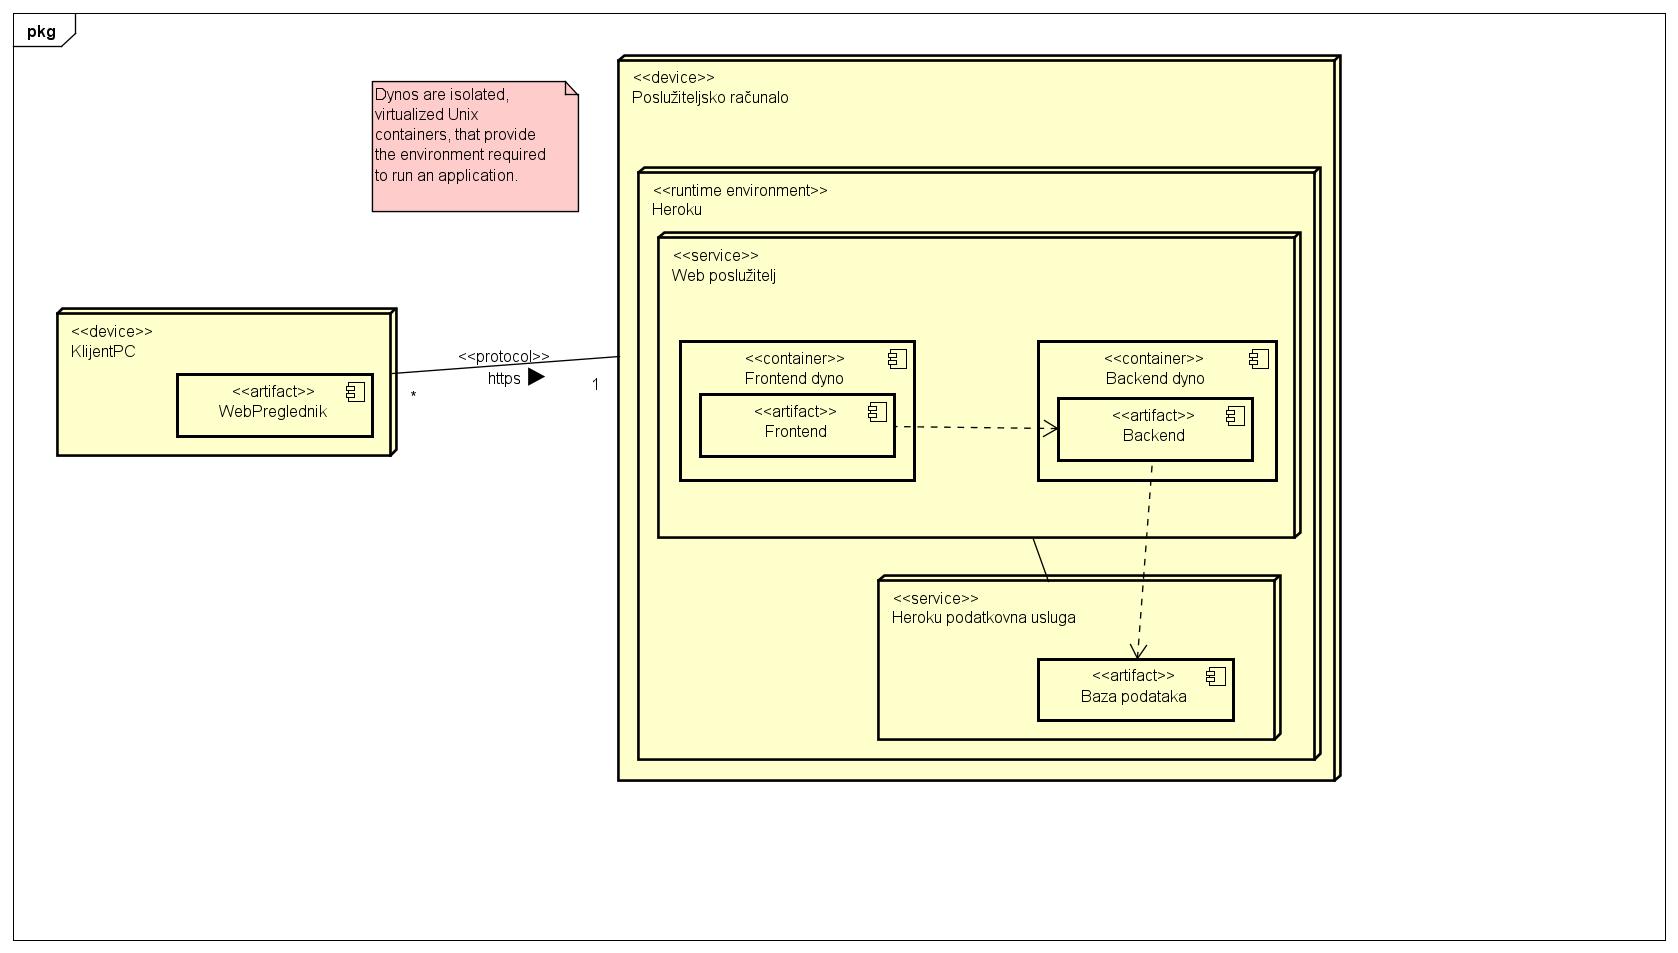 pkg
Dynos are isolated,
virtualized Unix
containers, that provide
the environment required
to run an application.
<<device>>
Poslužiteljsko računalo
<<runtime environment>>
Heroku
<<service>>
Web poslužitelj
<<device>>
KlijentPC
<<artifact>>
WebPreglednik
<<protocol>>
https
*
1
<<container>>
Frontend dyno
<<artifact>>
Frontend
<<container>>
Backend dyno
<<artifact>>
Backend
<<service>>
Heroku podatkovna usluga
<<artifact>>
Baza podataka